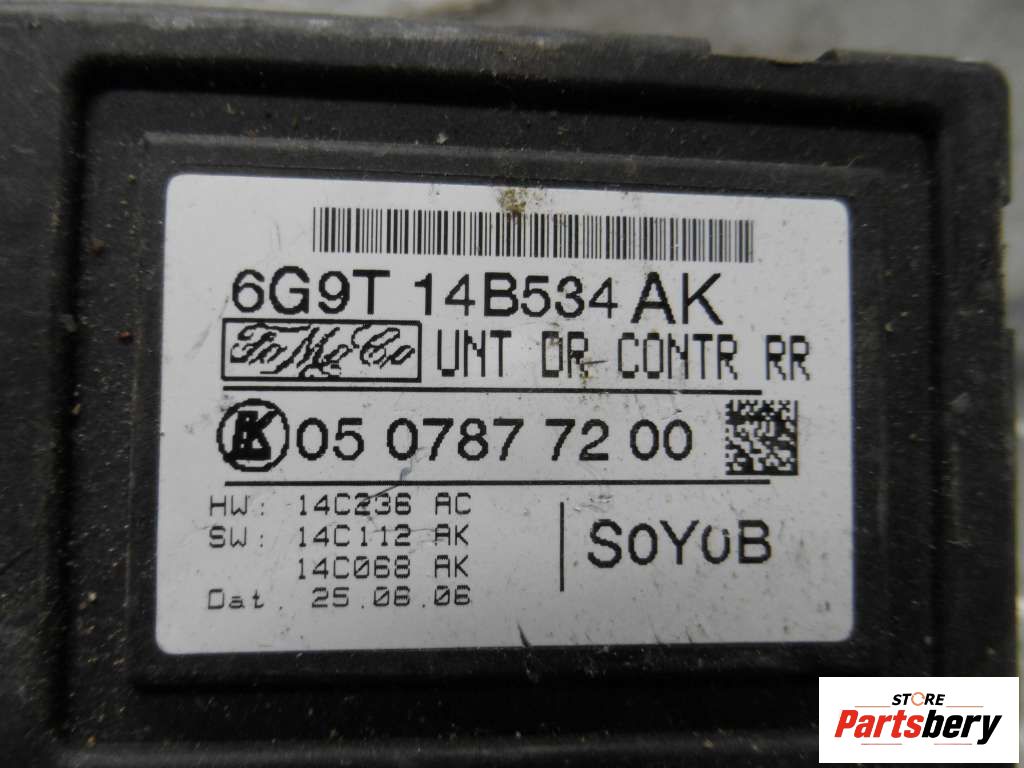 6G9T 14B534 AK
FoMoCo UNT DR CONTR RR
05 0787 72 00
HW: 14C236 AC
SW: 14C112 AK
14C068 AK
Dat. 25.06.06
S0Y0B
STORE
Partsbery